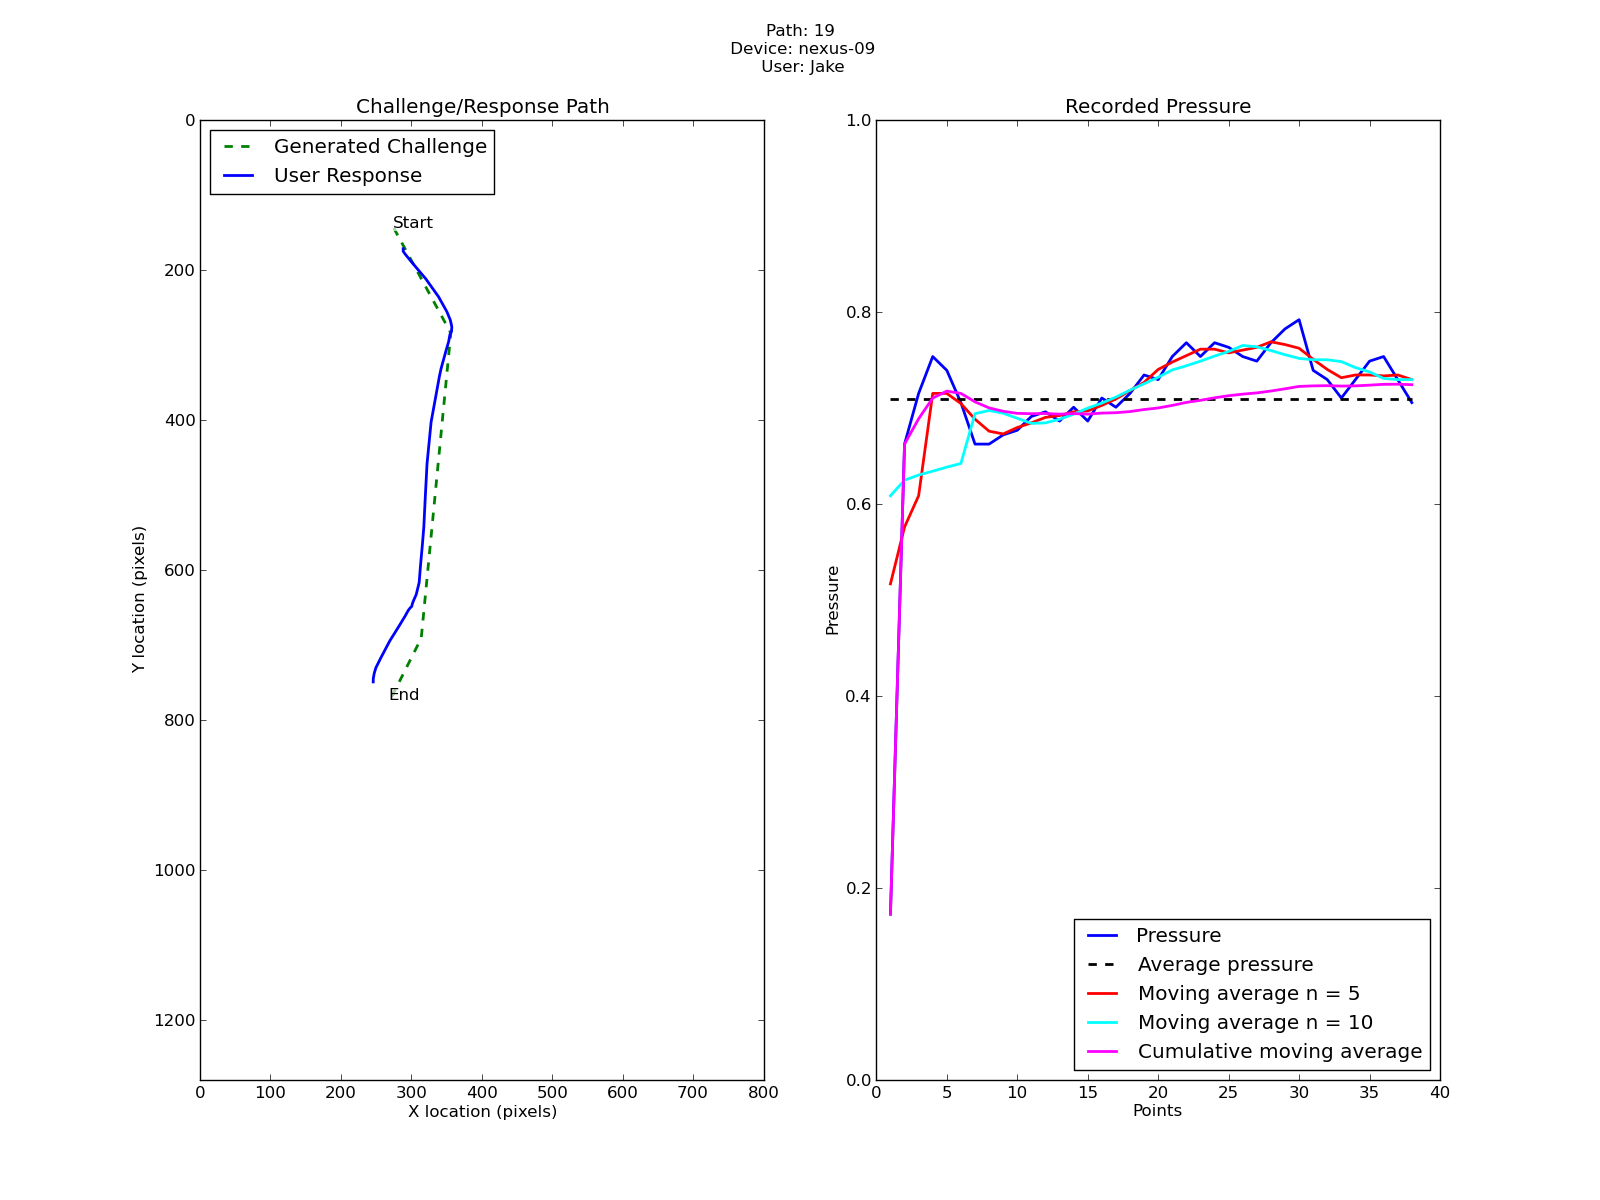 Path: 19
Device: nexus-09
User: Jake
Challenge/Response Path
0
200
400
600
800
1000
1200
Y location (pixels)
Generated Challenge
User Response
Start
End
0 100 200 300 400 500 600 700 800
X location (pixels)
Recorded Pressure
1.0
0.8
0.6
0.4
0.2
0.0
Pressure
Pressure
Average pressure
Moving average n = 5
Moving average n = 10
Cumulative moving average
0 5 10 15 20 25 30 35 40
Points